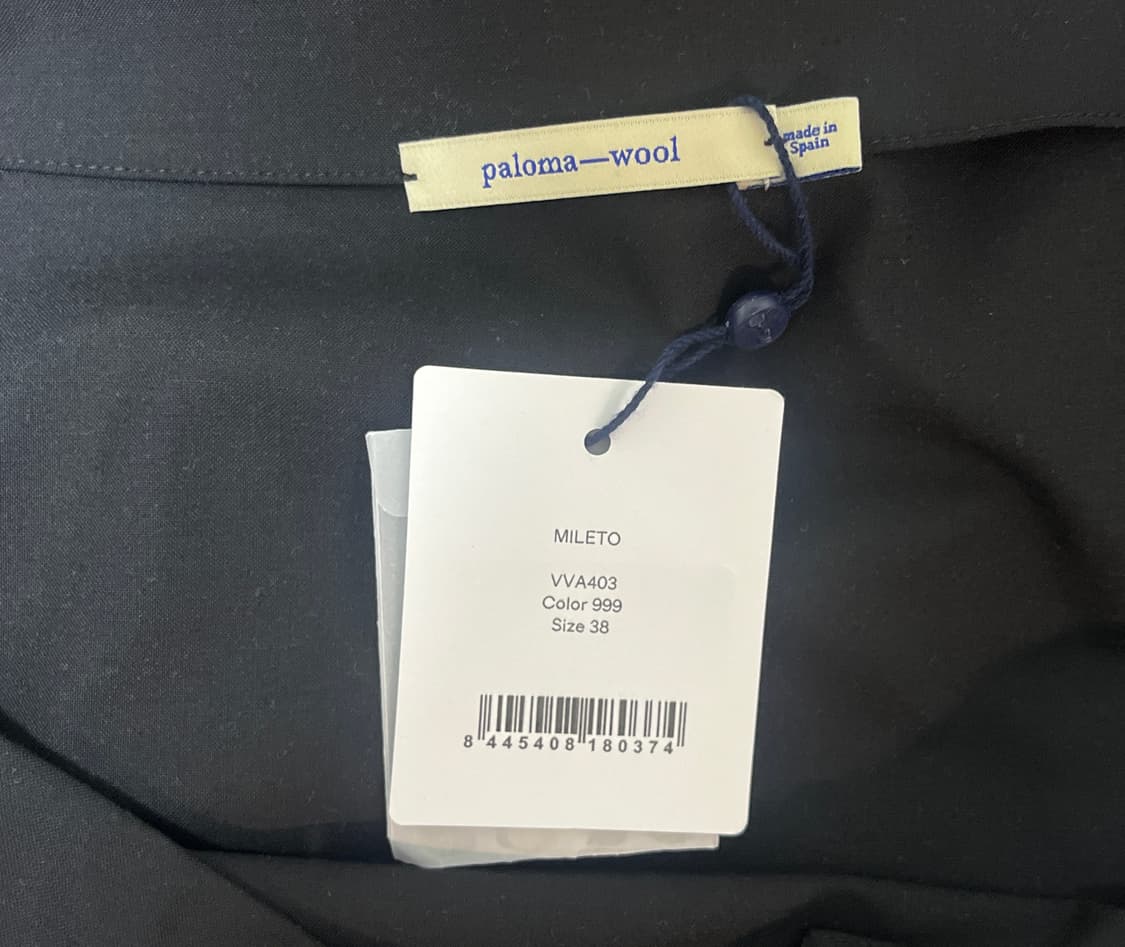 paloma—wool
made in
Spain
MILETO
VVA403
Color 999
Size 38
8 445408 180374